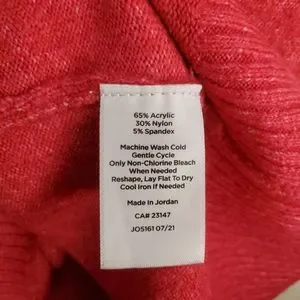 65% Acrylic
30% Nylon
5% Spandex
Machine Wash Cold
Gentle Cycle
Only Non-Chlorine Bleach
When Needed
Reshape, Lay Flat To Dry
Cool Iron If Needed
Made In Jordan
CA# 23147
JO5161 07/21